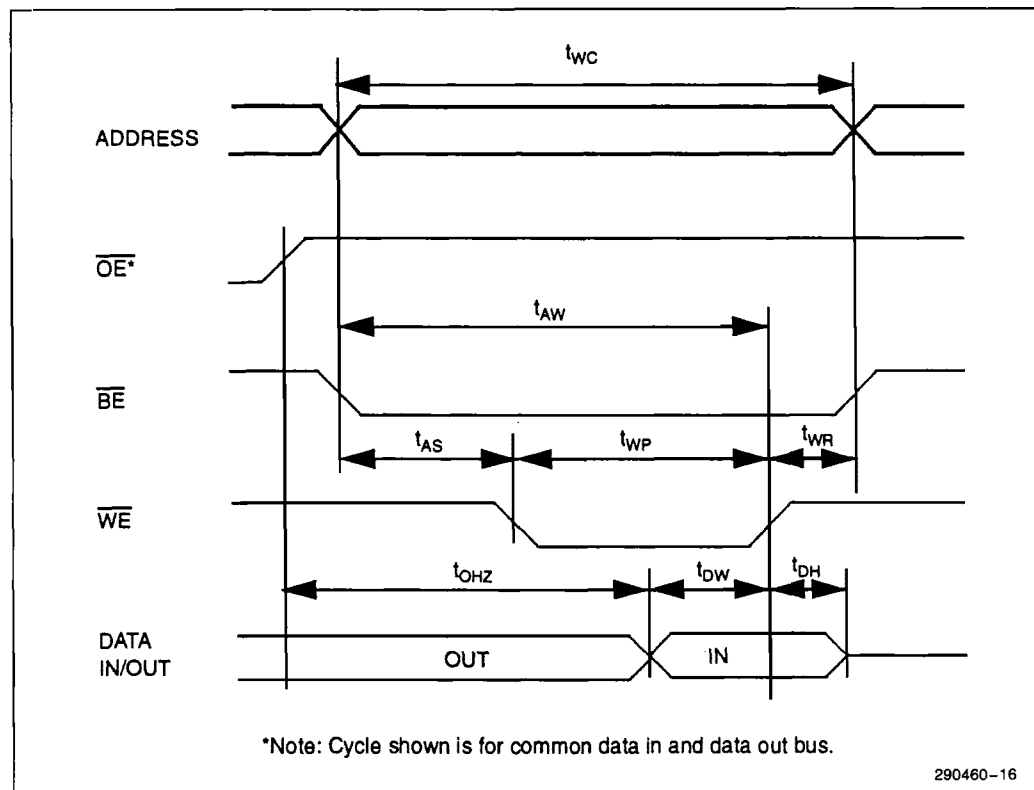 tWC
ADDRESS
OE*
tAW
BE
tAS
tWP
tWR
WE
tOHZ
tDW
tDH
DATA
IN/OUT
OUT
IN
*Note: Cycle shown is for common data in and data out bus.
290460-16